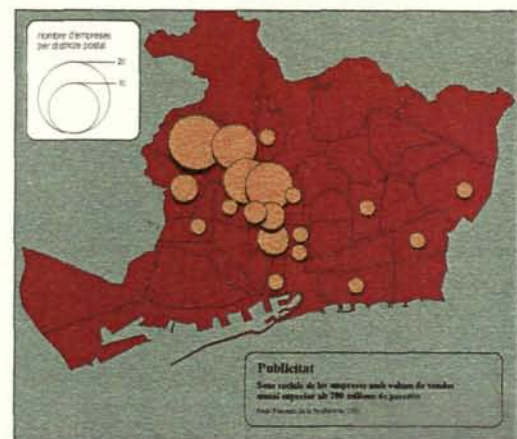 nombre d'empreses
per districte postal
20
10
Publicitat
Seus socials de les empreses amb volum de vendes
anual superior als 700 milions de pessetes